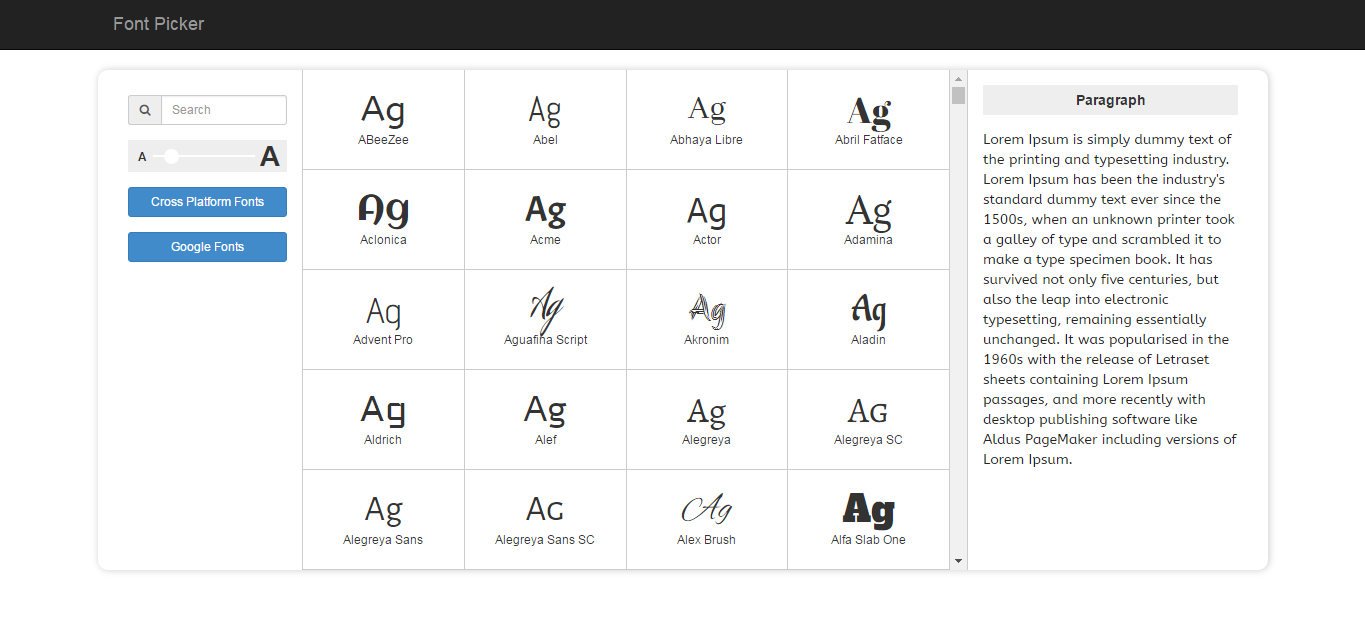 Font Picker
Search
A A
Cross Platform Fonts
Google Fonts
Ag Ag Ag Ag
ABeeZee Abel Abhaya Libre Abril Fatface
Ag Ag Ag Ag
Aclonica Acme Actor Adamina
Ag Ag Ag Ag
Advent Pro Aguafina Script Akronim Aladin
Ag Ag Ag AG
Aldrich Alef Alegreya Alegreya SC
Ag AG Ag Ag
Alegreya Sans Alegreya Sans SC Alex Brush Alfa Slab One
Paragraph
Lorem Ipsum is simply dummy text of
the printing and typesetting industry.
Lorem Ipsum has been the industry's
standard dummy text ever since the
1500s, when an unknown printer took
a galley of type and scrambled it to
make a type specimen book. It has
survived not only five centuries, but
also the leap into electronic
typesetting, remaining essentially
unchanged. It was popularised in the
1960s with the release of Letraset
sheets containing Lorem Ipsum
passages, and more recently with
desktop publishing software like
Aldus PageMaker including versions of
Lorem Ipsum.